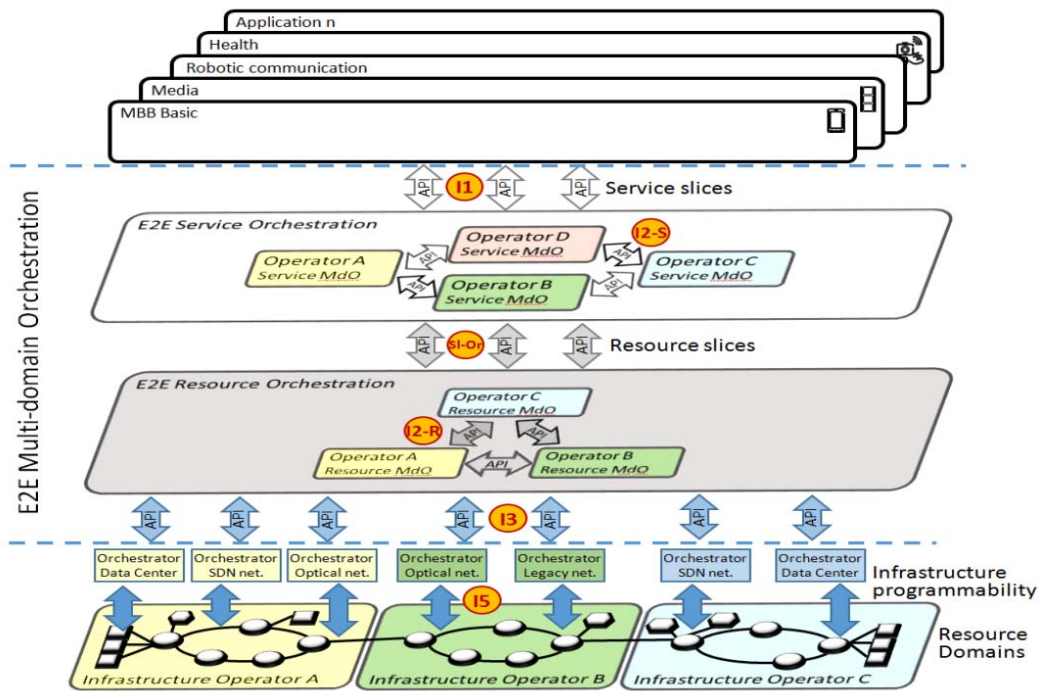 Application n
Health
Robotic communication
Media
MBB Basic
E2E Multi-domain Orchestration
API
I1
API
API
Service slices
E2E Service Orchestration
Operator D
Service MdO
I2-S
Operator A
Service MdO
API
API
Operator C
Service MdO
API
Operator B
Service MdO
API
API
Sl-Or
API
API
Resource slices
E2E Resource Orchestration
Operator C
Resource MdO
I2-R
API
API
Operator A
Resource MdO
API
Operator B
Resource MdO
API
API
API
API
I3
API
API
API
Orchestrator
Data Center
Orchestrator
SDN net.
Orchestrator
Optical net.
Orchestrator
Optical net.
Orchestrator
Legacy net.
Orchestrator
SDN net.
Orchestrator
Data Center
Infrastructure
programmability
I5
Resource
Domains
Infrastructure Operator A
Infrastructure Operator B
Infrastructure Operator C